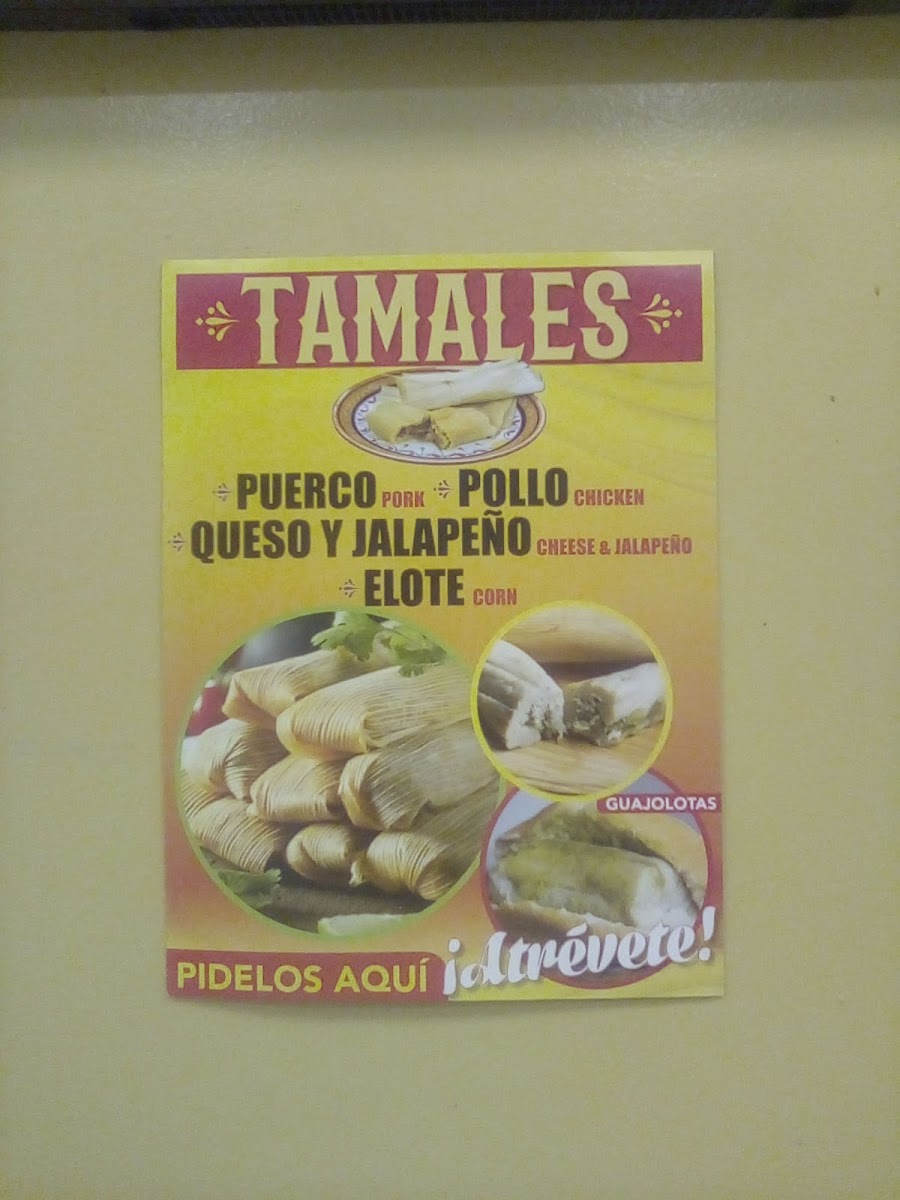 TAMALES
PUERCO PORK POLLO CHICKEN
QUESO Y JALAPEÑO CHEESE & JALAPEÑO
ELOTE CORN
GUAJOLOTAS
PIDELOS AQUÍ ¡Atrévete!